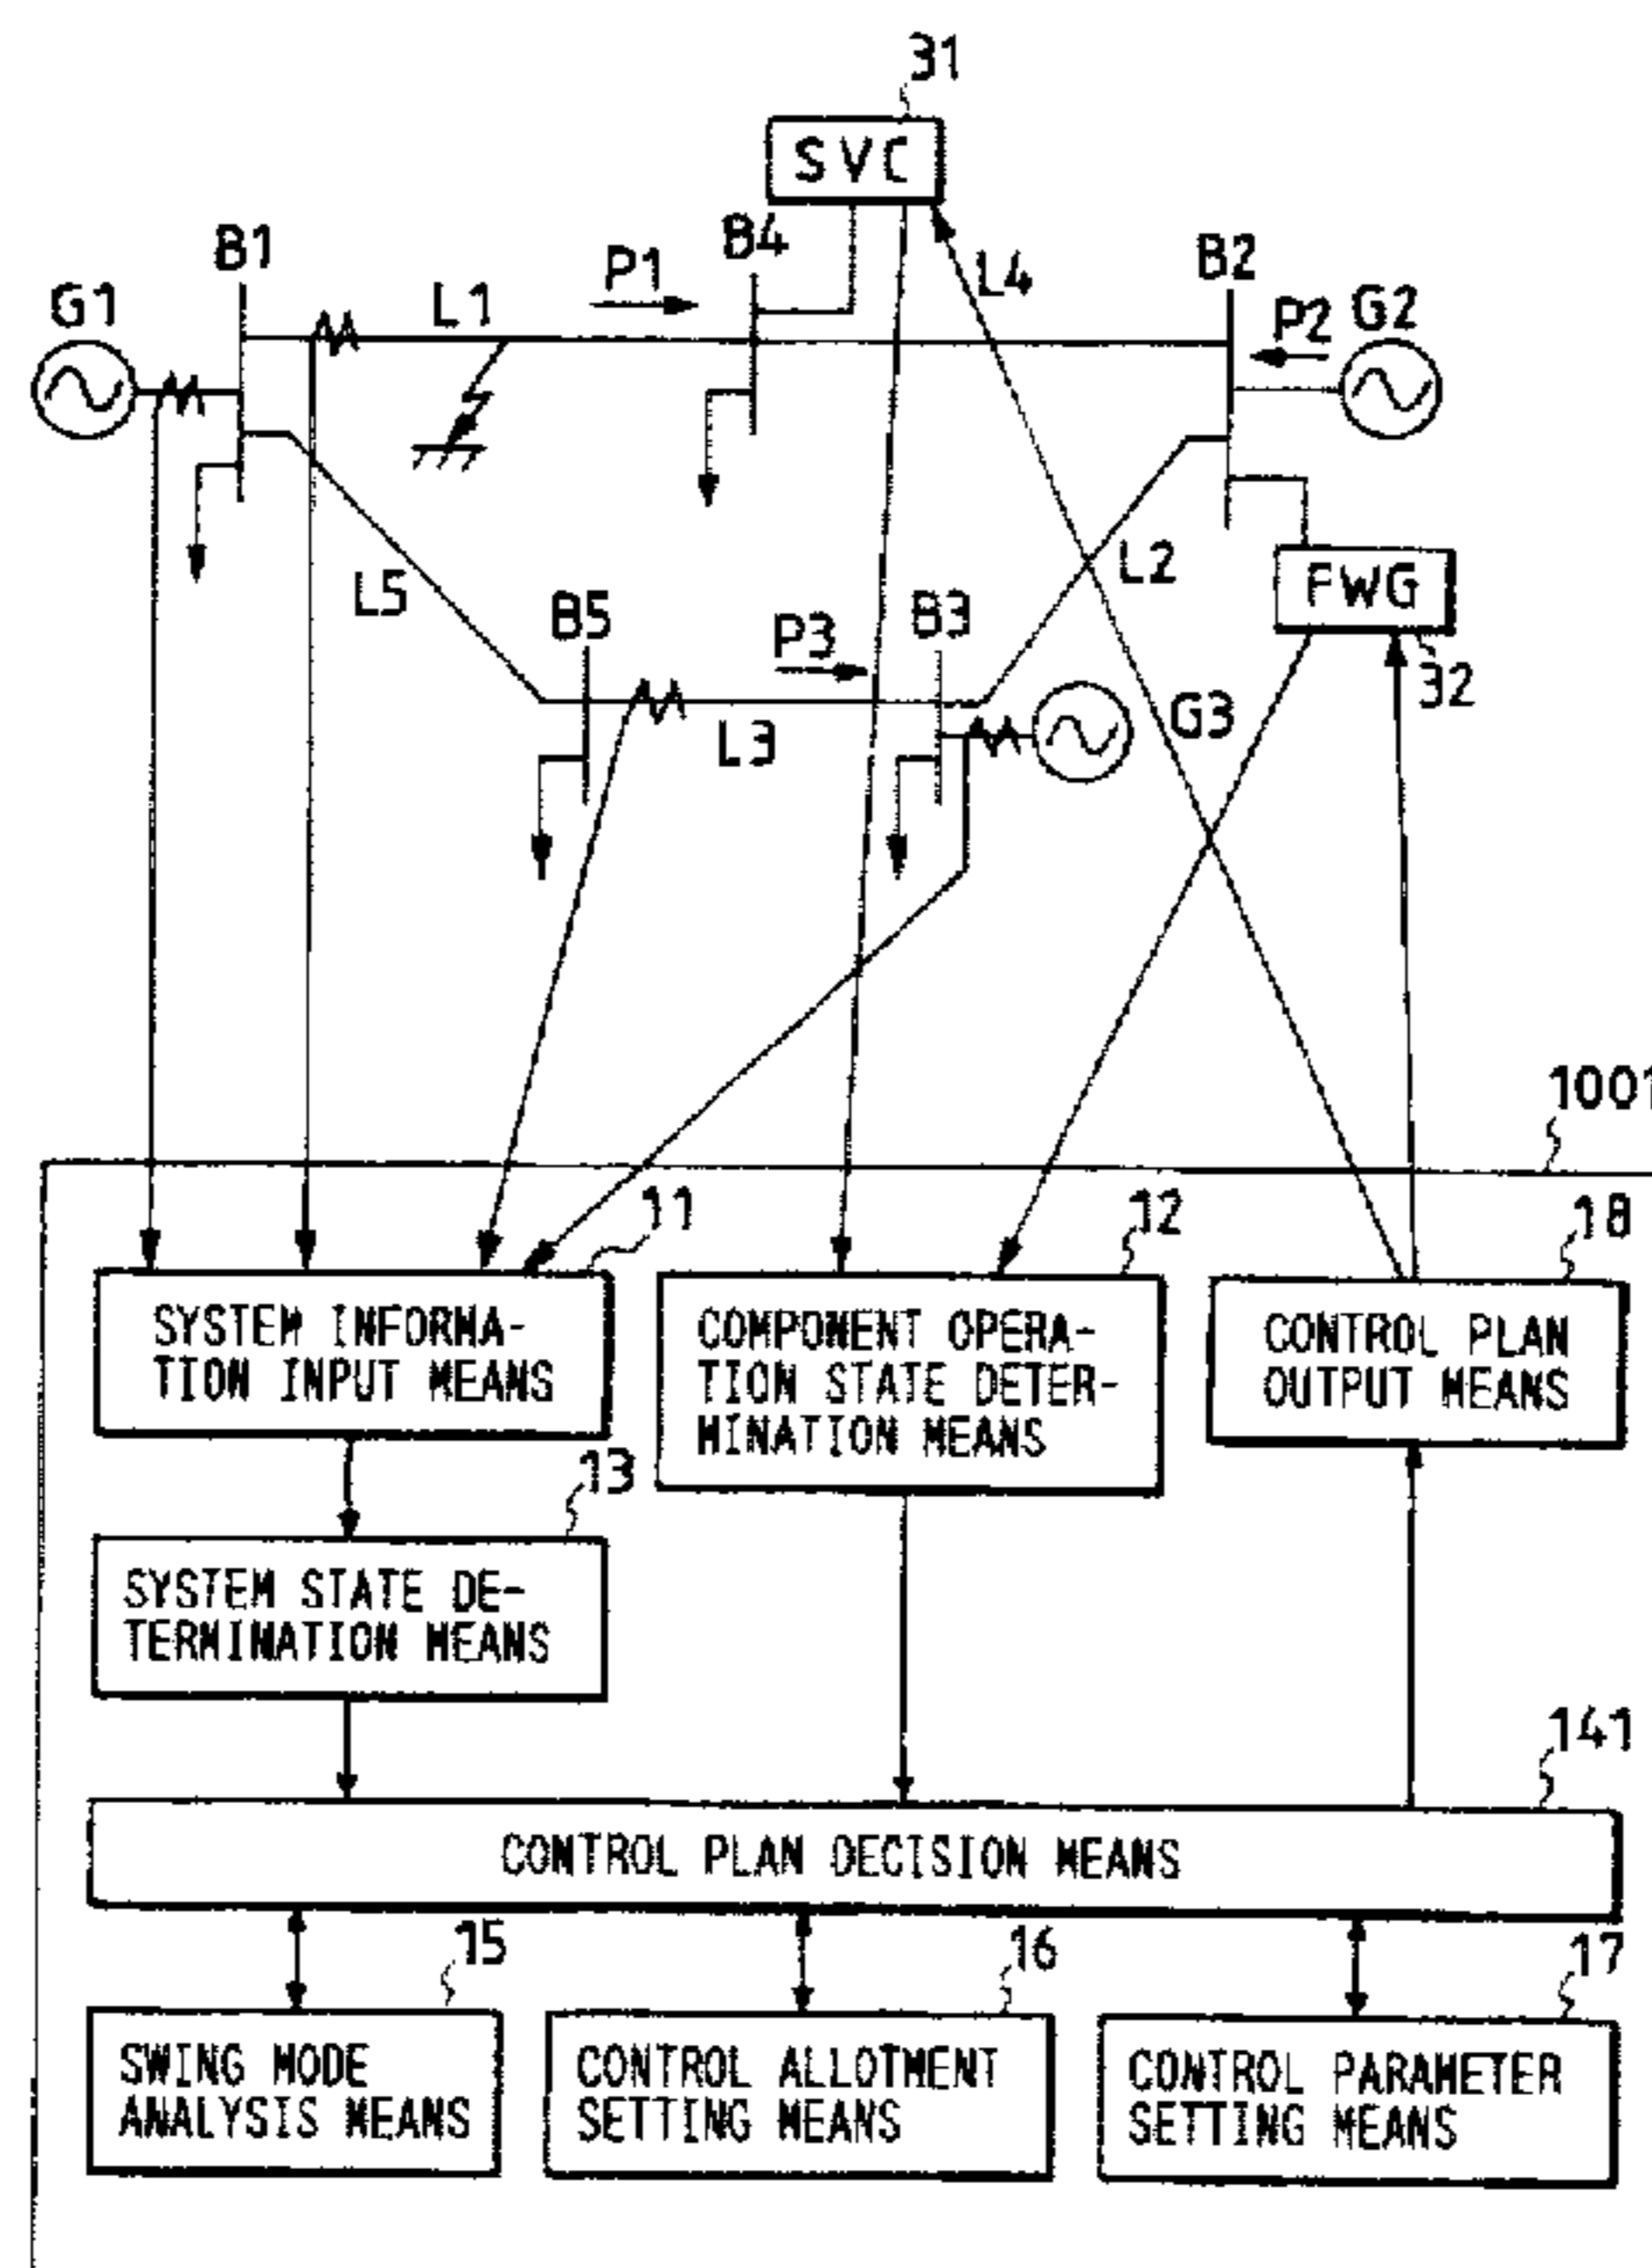 31
SVC
B1
B4
B2
P1
L4
G1
L1
P2
G2
L5
L2
B5
P3
B3
FWG
32
G3
L3
1001
11
12
18
SYSTEM INFORMA-
TION INPUT MEANS
COMPONENT OPERA-
TION STATE DETER-
MINATION MEANS
CONTROL PLAN
OUTPUT MEANS
13
SYSTEM STATE DE-
TERMINATION MEANS
141
CONTROL PLAN DECISION MEANS
15
16
17
SWING MODE
ANALYSIS MEANS
CONTROL ALLOTMENT
SETTING MEANS
CONTROL PARAMETER
SETTING MEANS